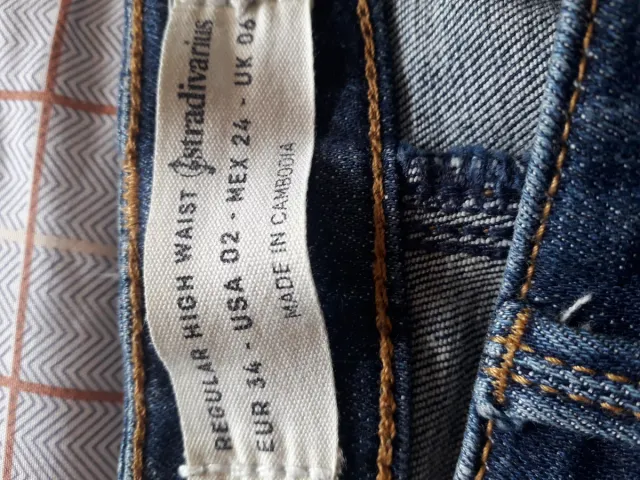 REGULAR HIGH WAIST stradivarius
EUR 34 - USA 02 - MEX 24 - UK 06
MADE IN CAMBODIA